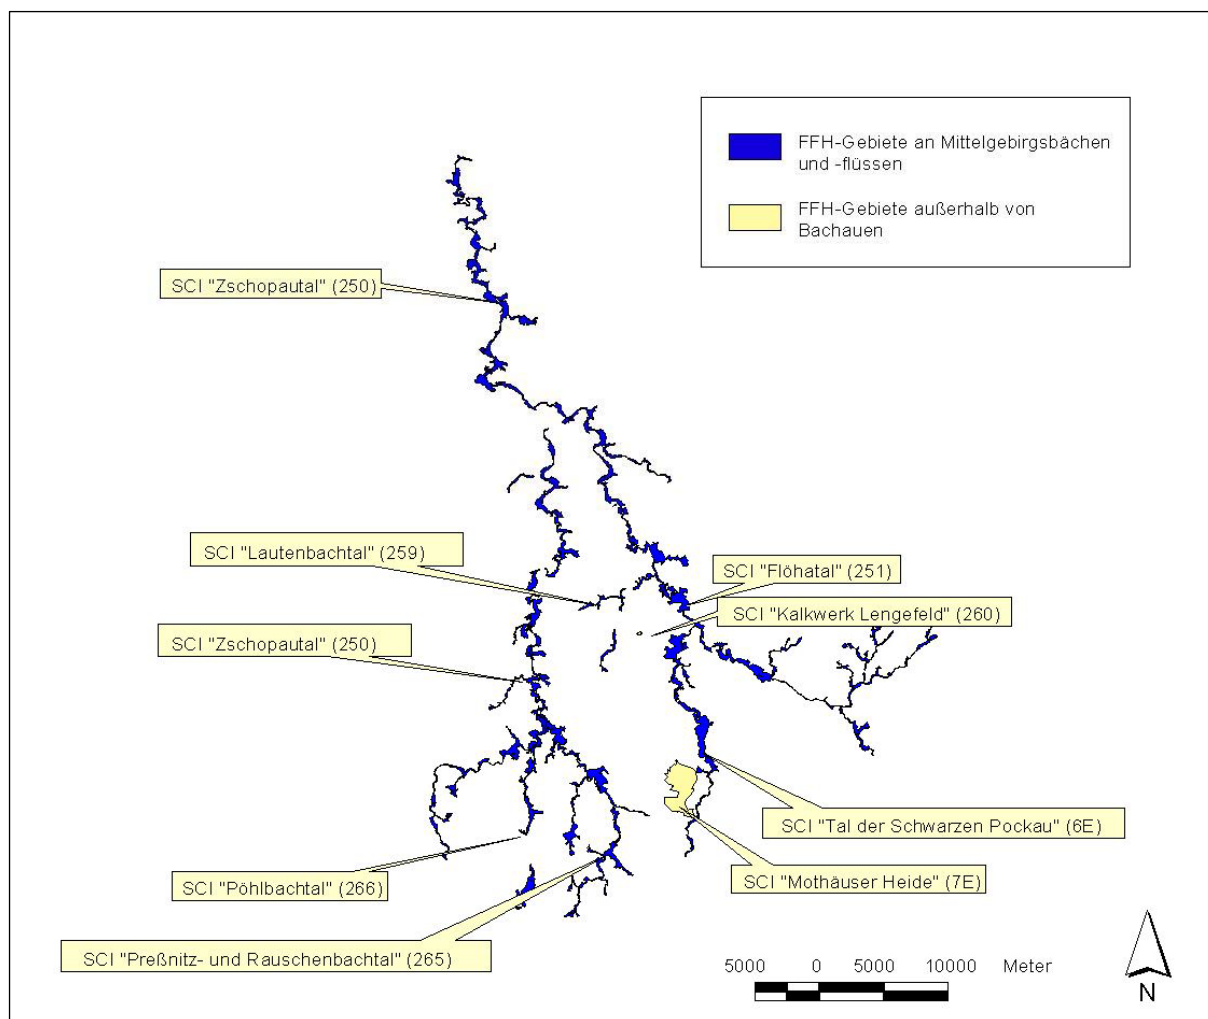 FFH-Gebiete an Mittelgebirgsbächen
und -flüssen
FFH-Gebiete außerhalb von
Bachauen
SCI "Zschopautal" (250)
SCI "Lautenbachtal" (259)
SCI "Flöhatal" (251)
SCI "Kalkwerk Lengefeld" (260)
SCI "Zschopautal" (250)
SCI "Tal der Schwarzen Pockau" (6E)
SCI "Mothäuser Heide" (7E)
SCI "Pöhlbachtal" (266)
SCI "Preßnitz- und Rauschenbachtal" (265)
5000 0 5000 10000 Meter
N